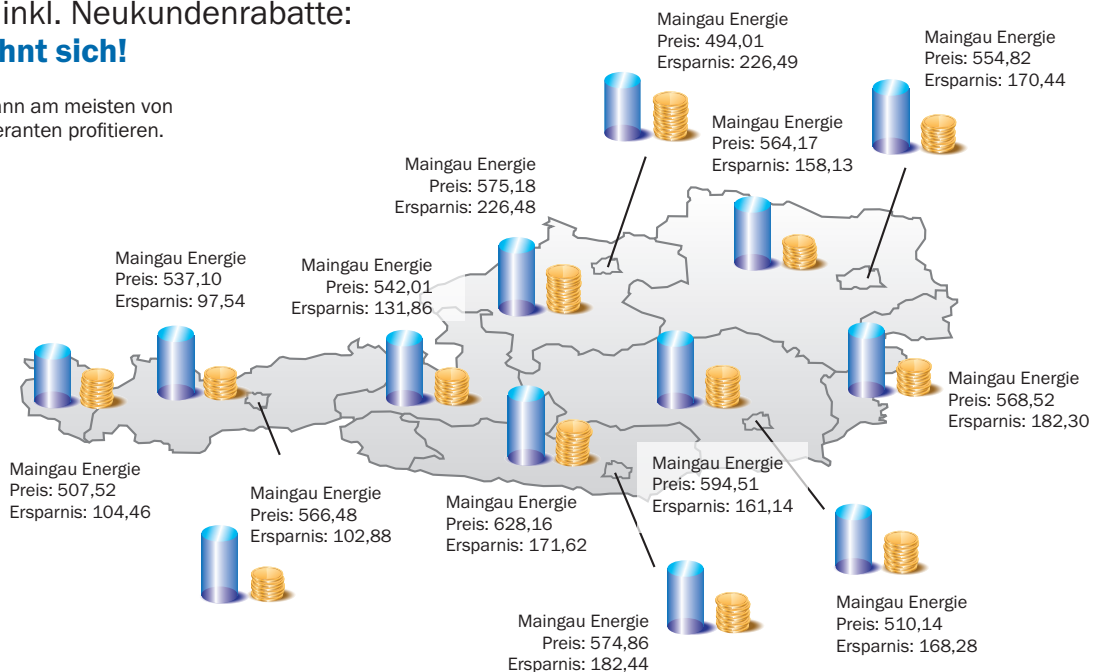 inkl. Neukundenrabatte:
hnt sich!
ann am meisten von
eranten profitieren.
Maingau Energie
Preis: 494,01
Ersparnis: 226,49
Maingau Energie
Preis: 554,82
Ersparnis: 170,44
Maingau Energie
Preis: 564,17
Ersparnis: 158,13
Maingau Energie
Preis: 575,18
Ersparnis: 226,48
Maingau Energie
Preis: 537,10
Ersparnis: 97,54
Maingau Energie
Preis: 542,01
Ersparnis: 131,86
Maingau Energie
Preis: 568,52
Ersparnis: 182,30
Maingau Energie
Preis: 507,52
Ersparnis: 104,46
Maingau Energie
Preis: 566,48
Ersparnis: 102,88
Maingau Energie
Preis: 628,16
Ersparnis: 171,62
Maingau Energie
Preis: 594,51
Ersparnis: 161,14
Maingau Energie
Preis: 574,86
Ersparnis: 182,44
Maingau Energie
Preis: 510,14
Ersparnis: 168,28